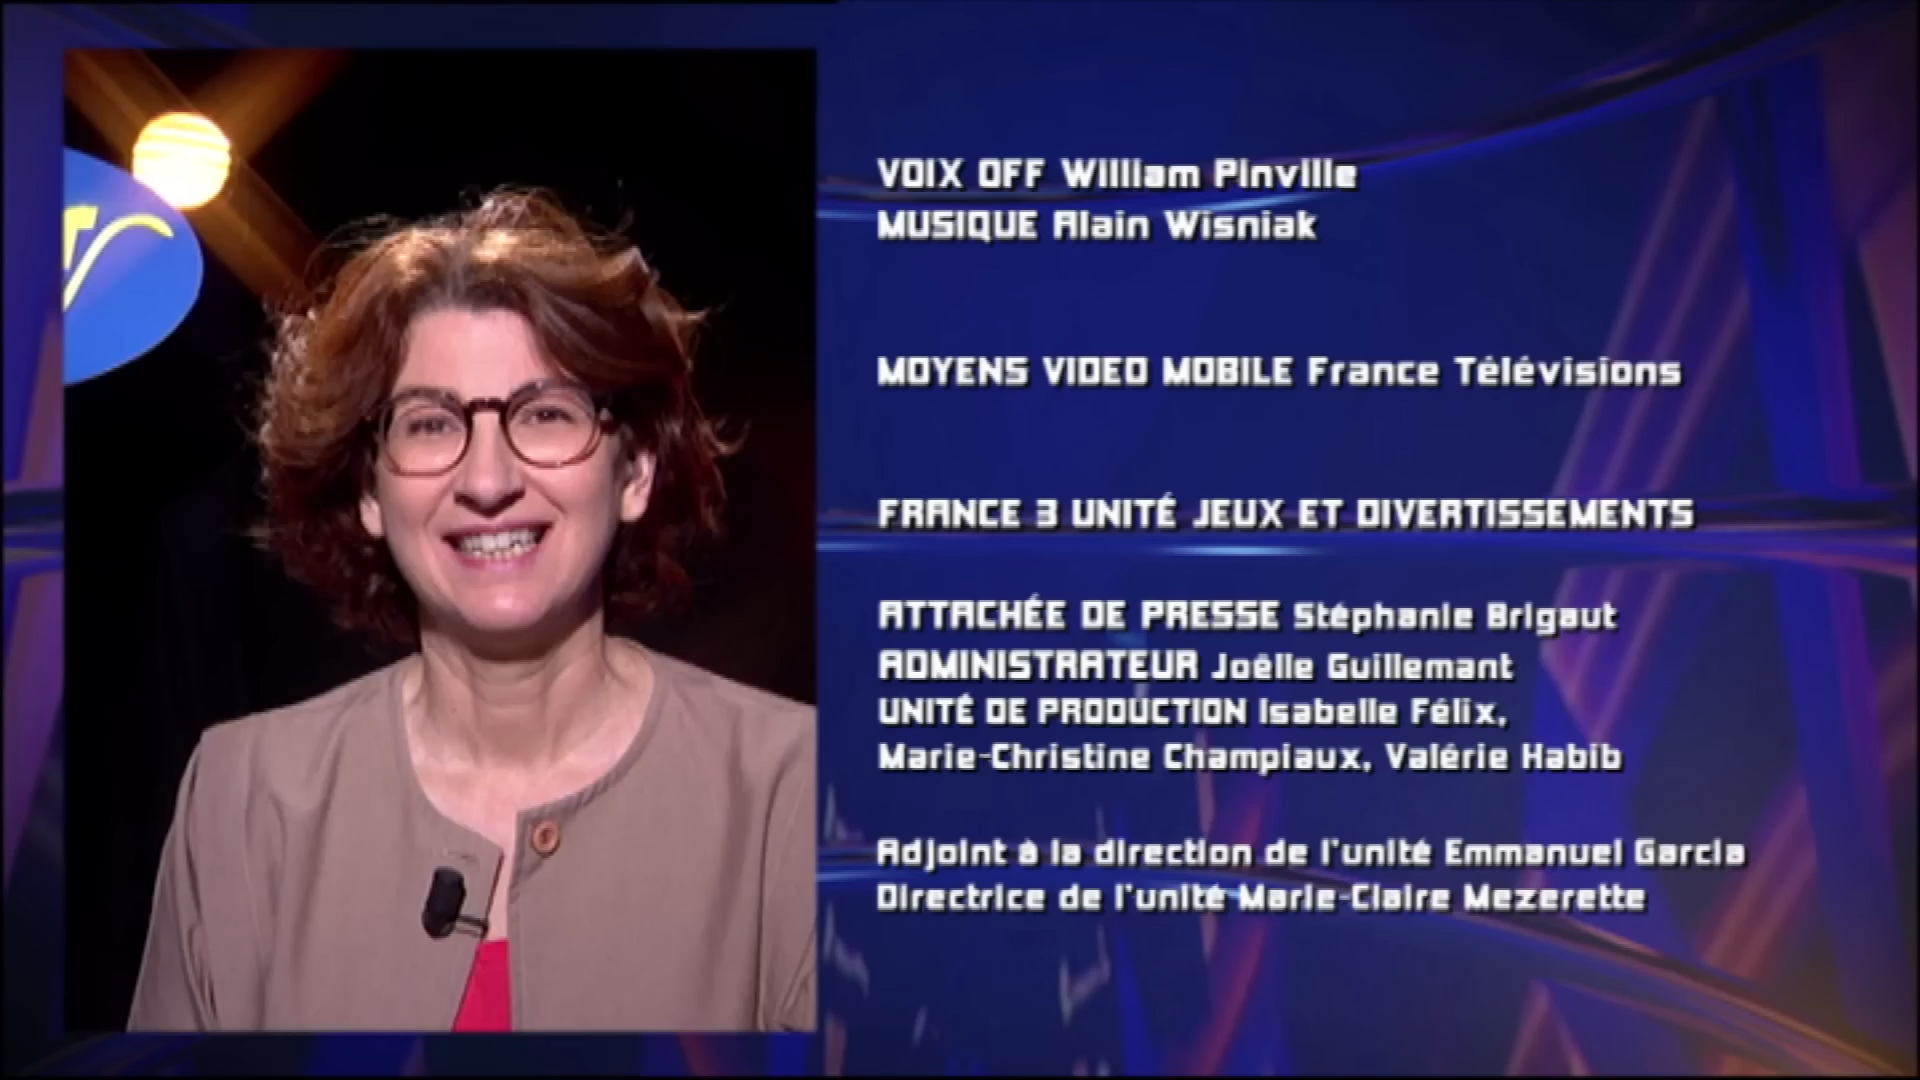 VOIX OFF William Pinville
MUSIQUE Alain Wisniak
MOYENS VIDEO MOBILE France Télévisions
FRANCE 3 UNITÉ JEUX ET DIVERTISSEMENTS
ATTACHÉE DE PRESSE Stéphanie Brigaut
ADMINISTRATEUR Joëlle Guillemant
UNITÉ DE PRODUCTION Isabelle Félix,
Marie-Christine Champiaux, Valérie Habib
Adjoint à la direction de l'unité Emmanuel Garcia
Directrice de l'unité Marie-Claire Mezerette